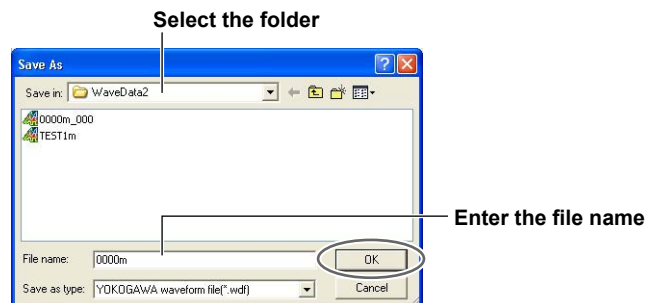 Select the folder
Save As
Save in: WaveData2
0000m_000
TEST1m
Enter the file name
File name: 0000m OK
Save as type: YOKOGAWA waveform file(*.wdf) Cancel